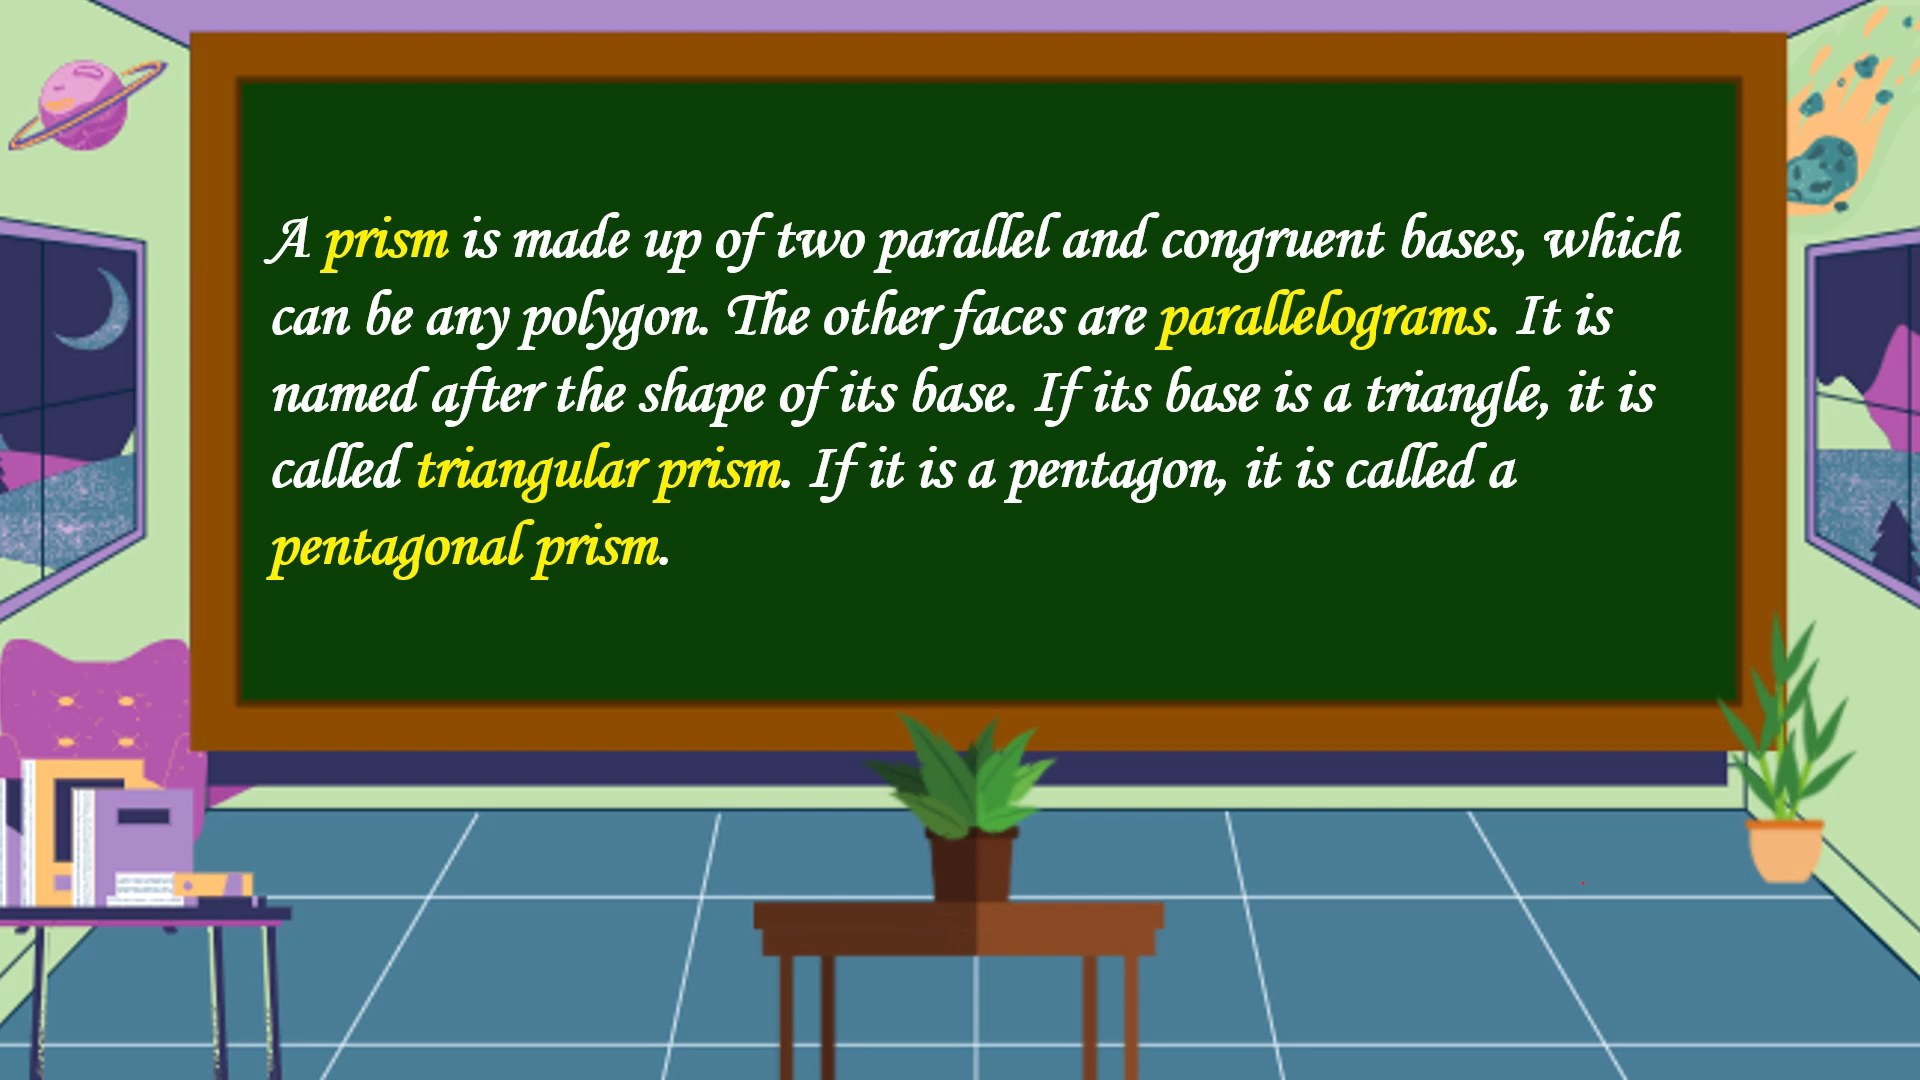 A prism is made up of two parallel and congruent bases, which
can be any polygon. The other faces are parallelograms. It is
named after the shape of its base. If its base is a triangle, it is
called triangular prism. If it is a pentagon, it is called a
pentagonal prism.